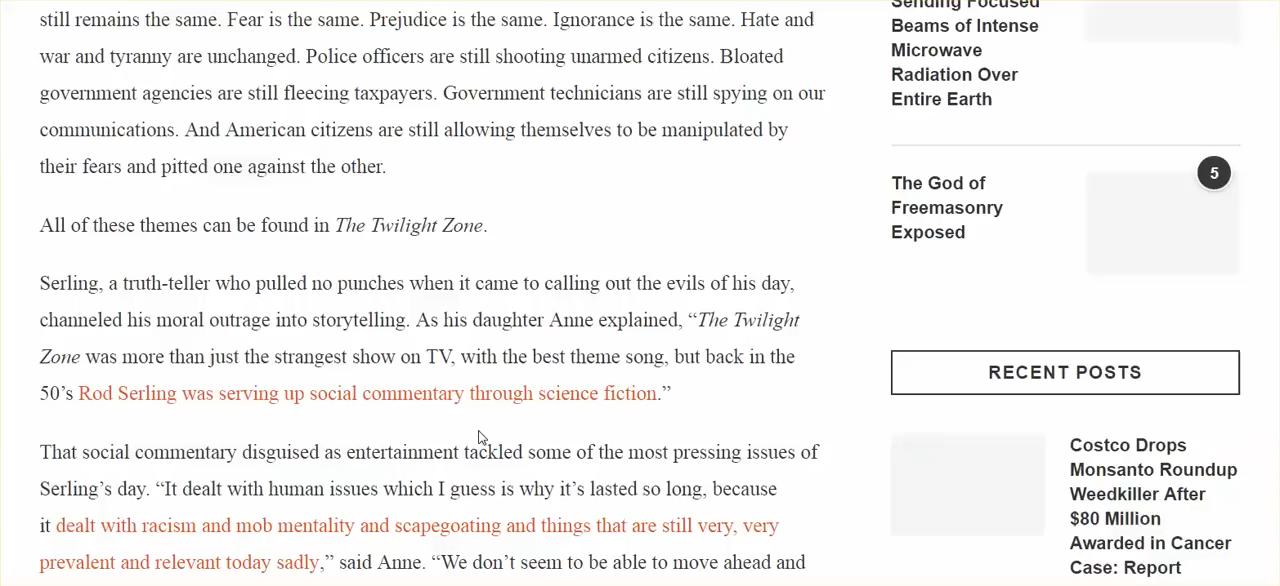 still remains the same. Fear is the same. Prejudice is the same. Ignorance is the same. Hate and
war and tyranny are unchanged. Police officers are still shooting unarmed citizens. Bloated
government agencies are still fleecing taxpayers. Government technicians are still spying on our
communications. And American citizens are still allowing themselves to be manipulated by
their fears and pitted one against the other.
All of these themes can be found in The Twilight Zone.
Serling, a truth-teller who pulled no punches when it came to calling out the evils of his day,
channeled his moral outrage into storytelling. As his daughter Anne explained, “The Twilight
Zone was more than just the strangest show on TV, with the best theme song, but back in the
50’s Rod Serling was serving up social commentary through science fiction.”
That social commentary disguised as entertainment tackled some of the most pressing issues of
Serling’s day. “It dealt with human issues which I guess is why it’s lasted so long, because
it dealt with racism and mob mentality and scapegoating and things that are still very, very
prevalent and relevant today sadly,” said Anne. “We don’t seem to be able to move ahead and
Sending Focused
Beams of Intense
Microwave
Radiation Over
Entire Earth
5
The God of
Freemasonry
Exposed
RECENT POSTS
Costco Drops
Monsanto Roundup
Weedkiller After
$80 Million
Awarded in Cancer
Case: Report